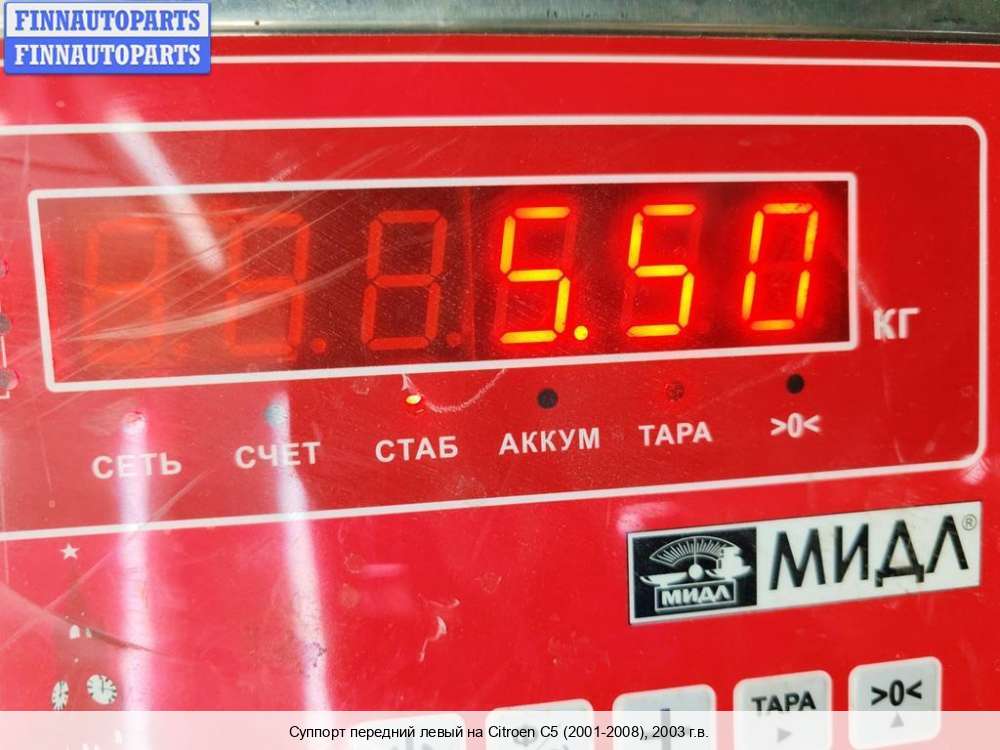 FINNAUTOPARTS
FINNAUTOPARTS
5.50
КГ
СЕТЬ СЧЕТ СТАБ АККУМ ТАРА >0<
МИДЛ МИДЛ®
ТАРА >0<
Суппорт передний левый на Citroen C5 (2001-2008), 2003 г.в.